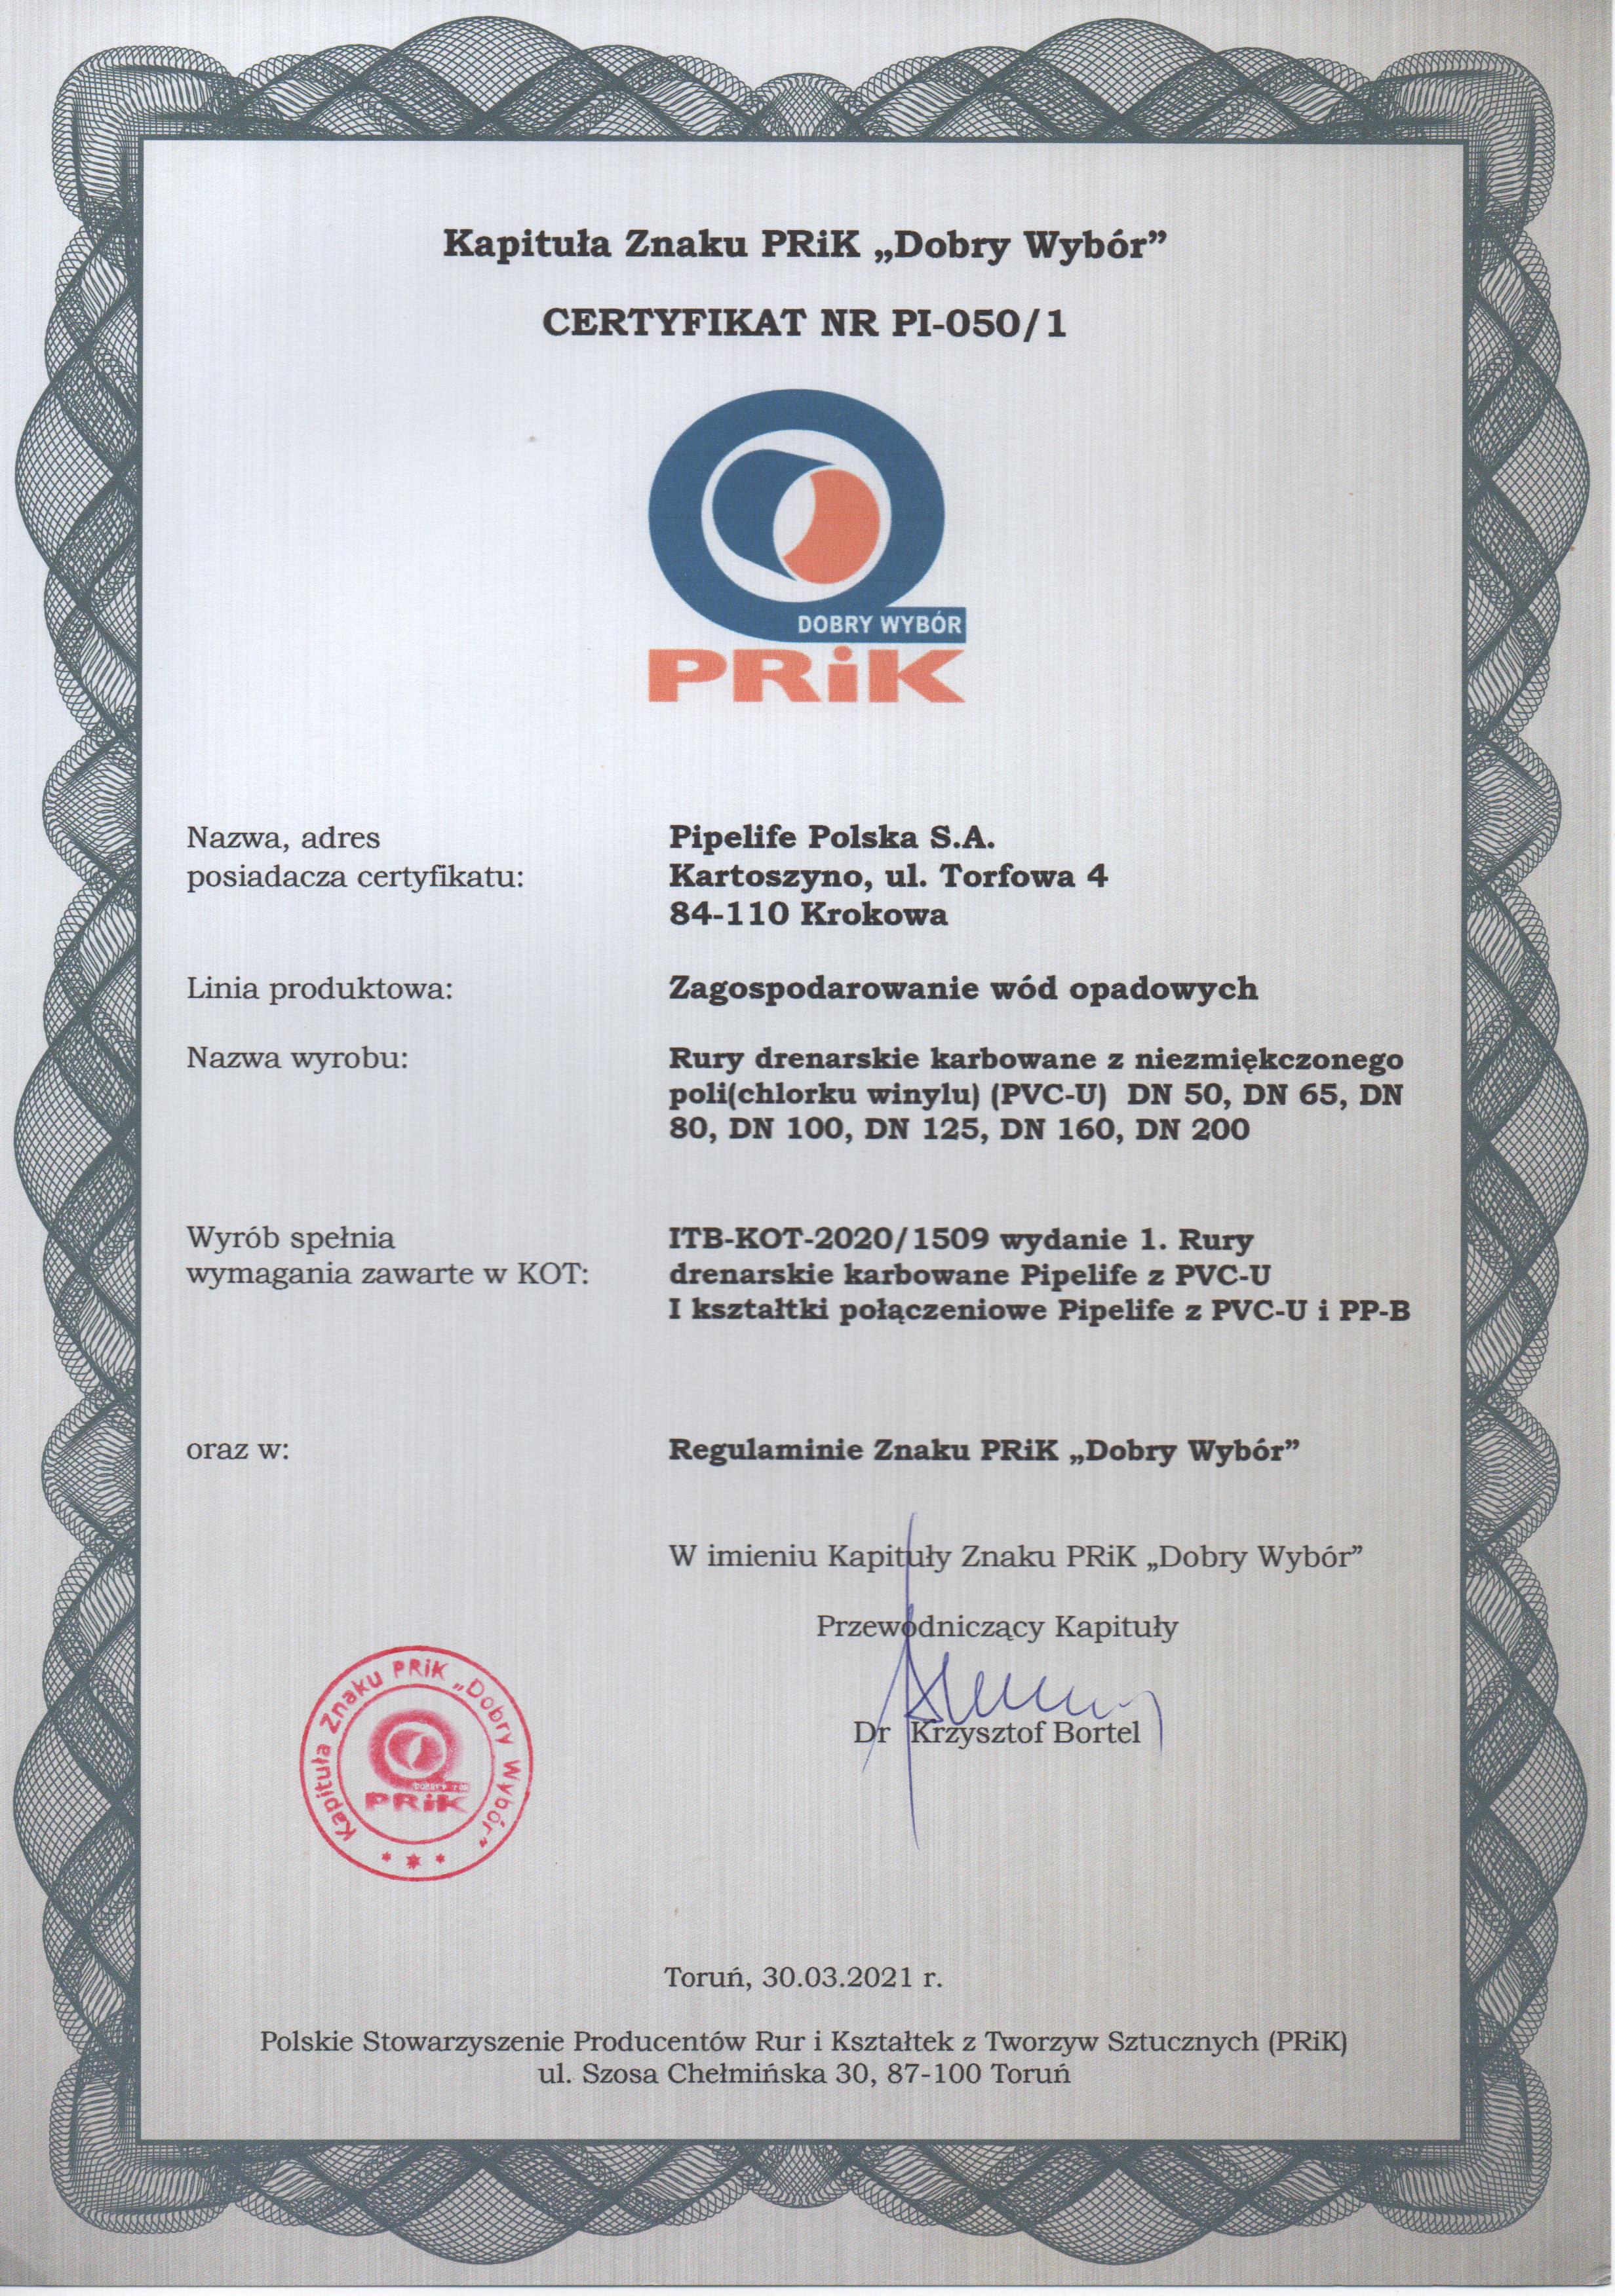 Kapituła Znaku PRiK „Dobry Wybór”
CERTYFIKAT NR PI-050/1
DOBRY WYBÓR
PRiK
Nazwa, adres
posiadacza certyfikatu:
Pipelife Polska S.A.
Kartoszyno, ul. Torfowa 4
84-110 Krokowa
Linia produktowa:
Zagospodarowanie wód opadowych
Nazwa wyrobu:
Rury drenarskie karbowane z niezmiękczonego
poli(chlorku winylu) (PVC-U) DN 50, DN 65, DN
80, DN 100, DN 125, DN 160, DN 200
Wyrób spełnia
wymagania zawarte w KOT:
ITB-KOT-2020/1509 wydanie 1. Rury
drenarskie karbowane Pipelife z PVC-U
I kształtki połączeniowe Pipelife z PVC-U i PP-B
oraz w:
Regulaminie Znaku PRiK „Dobry Wybór”
W imieniu Kapituły Znaku PRiK „Dobry Wybór”
Przewodniczący Kapituły
Dr Krzysztof Bortel
Kapituła Znaku PRiK „Dobry Wybór”
PRiK
Toruń, 30.03.2021 r.
Polskie Stowarzyszenie Producentów Rur i Kształtek z Tworzyw Sztucznych (PRiK)
ul. Szosa Chełmińska 30, 87-100 Toruń